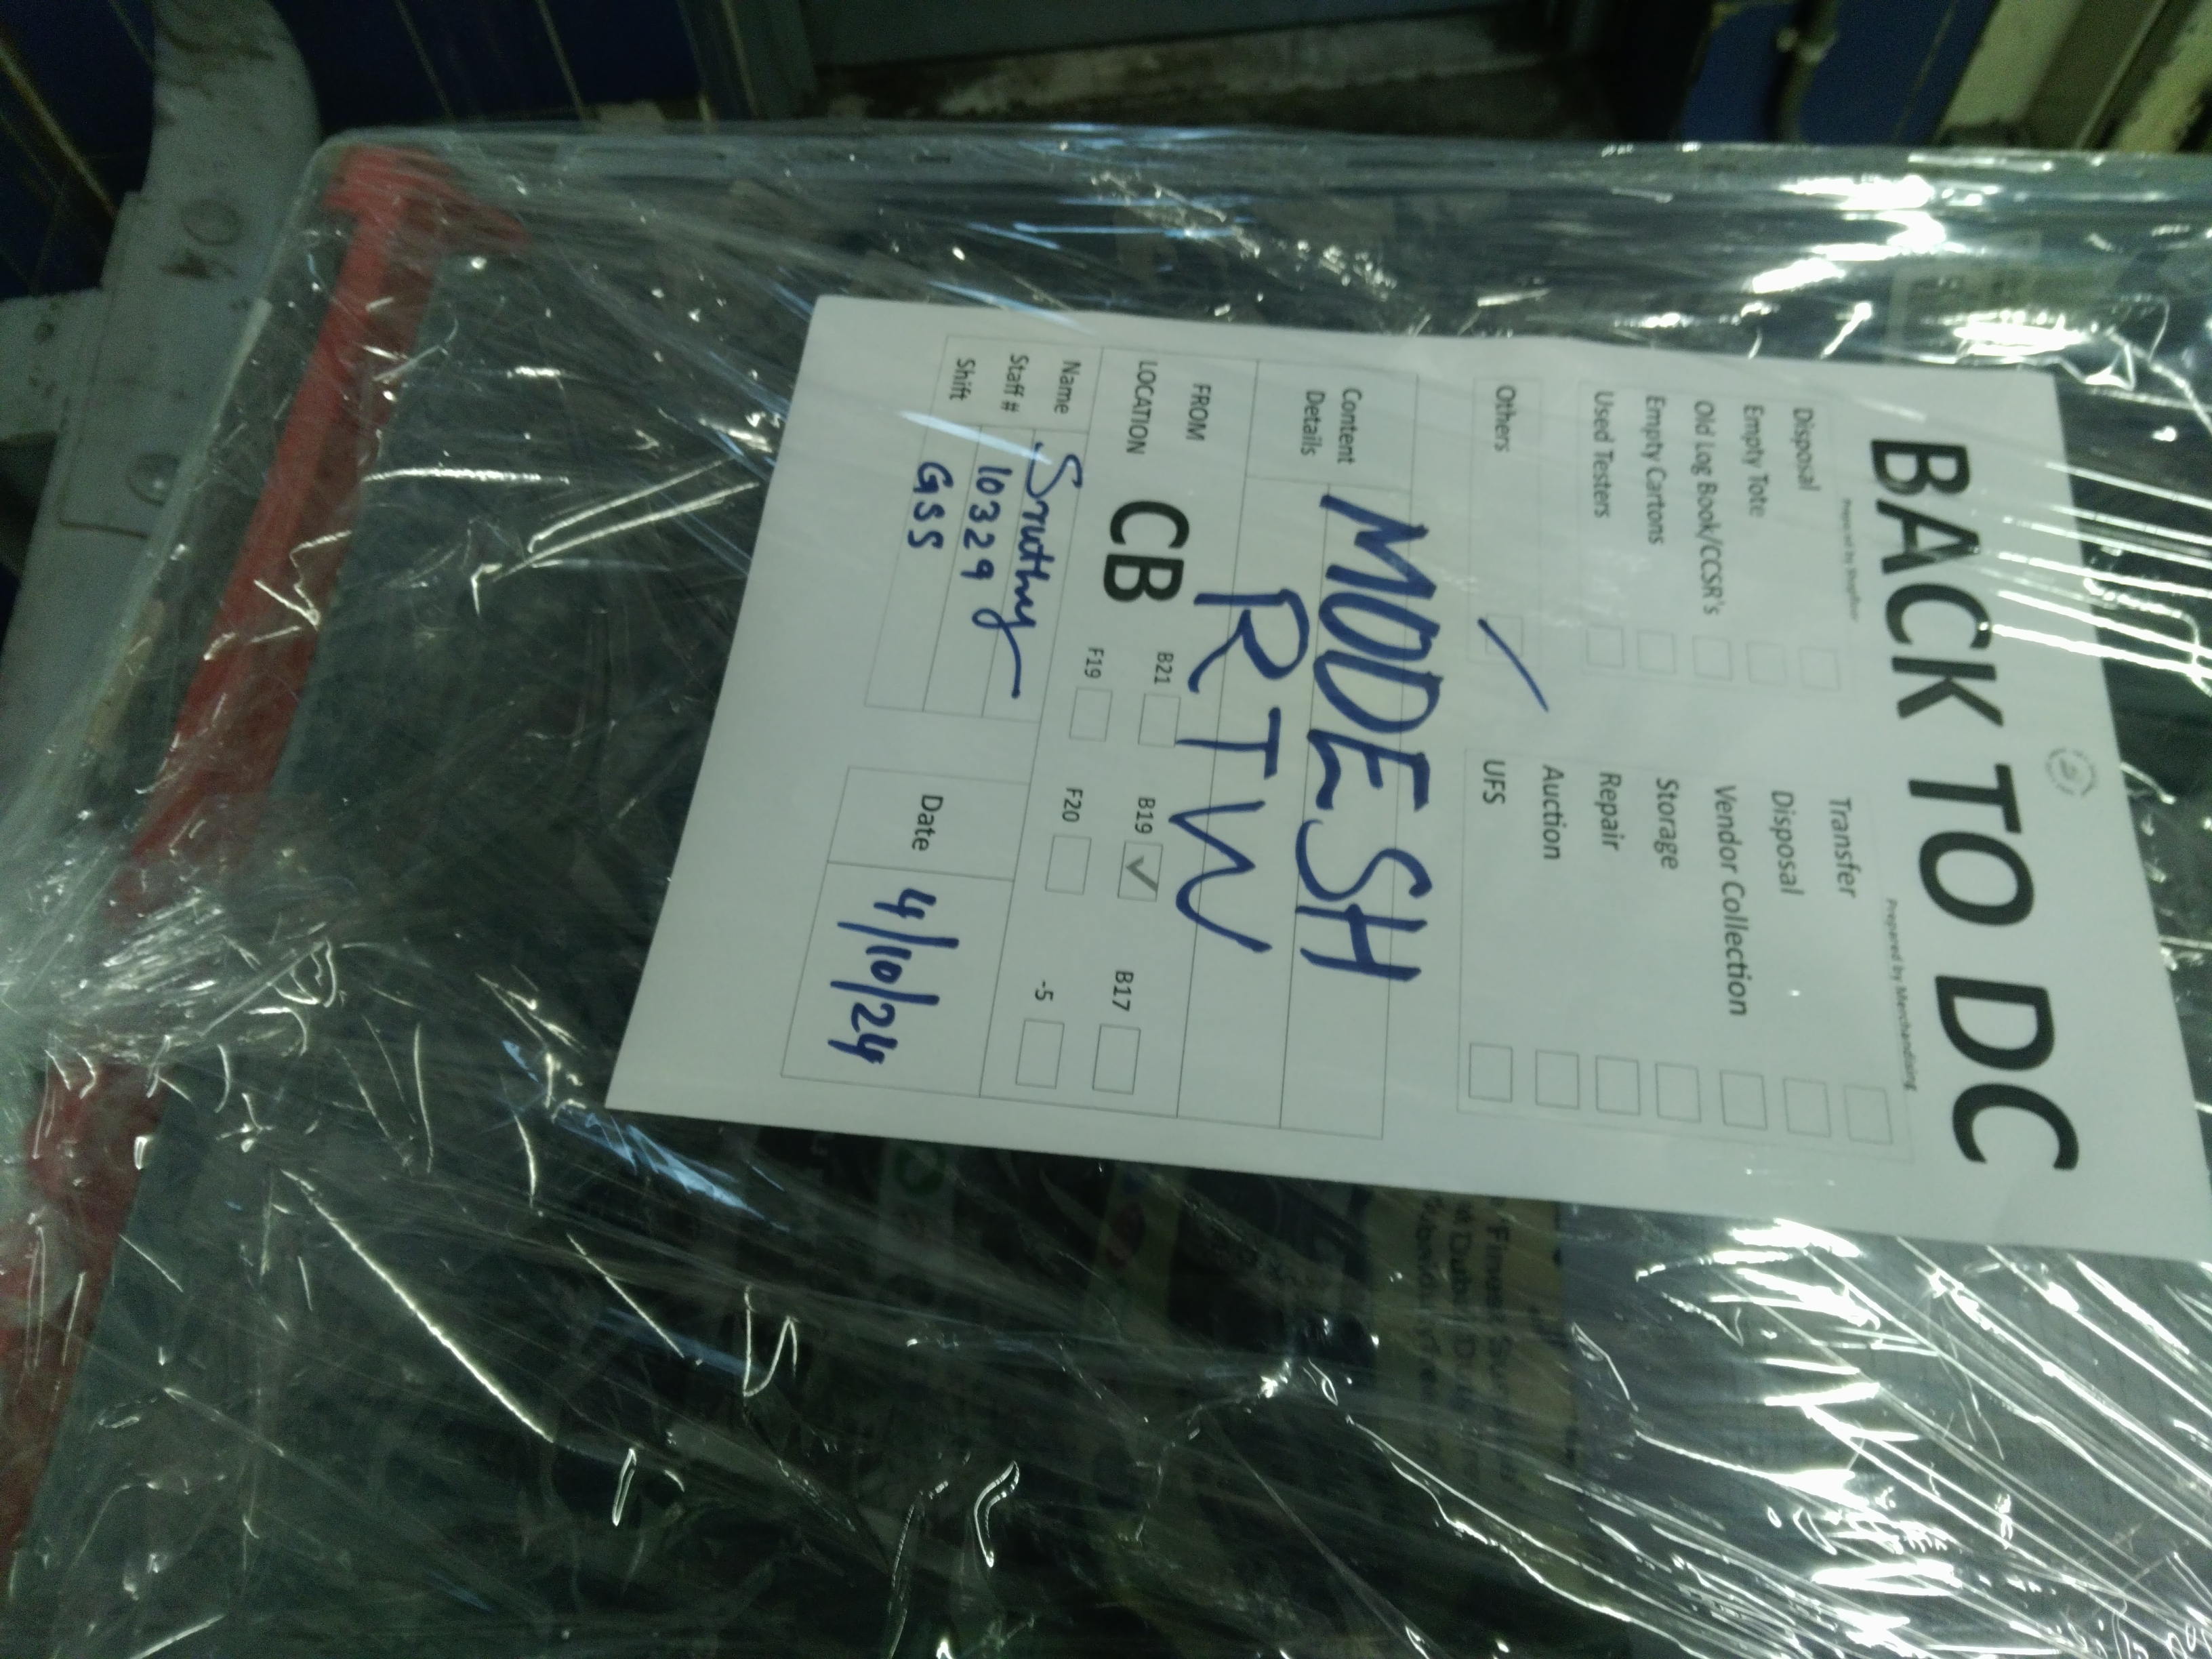 BACK TO DC
Prepared by Shopfloor
Prepared by Merchandising
Disposal
Transfer
Empty Tote
Disposal
Old Log Book/CCSR's
Vendor Collection
Empty Cartons
Storage
Used Testers
Repair
Auction
Others
UFS
Content Details
MODESH
RTW
FROM LOCATION
CB
B21 B19 B17
F19 F20 -5
Name Sruthy
Staff # 10329
Shift GSS
Date 4/10/24